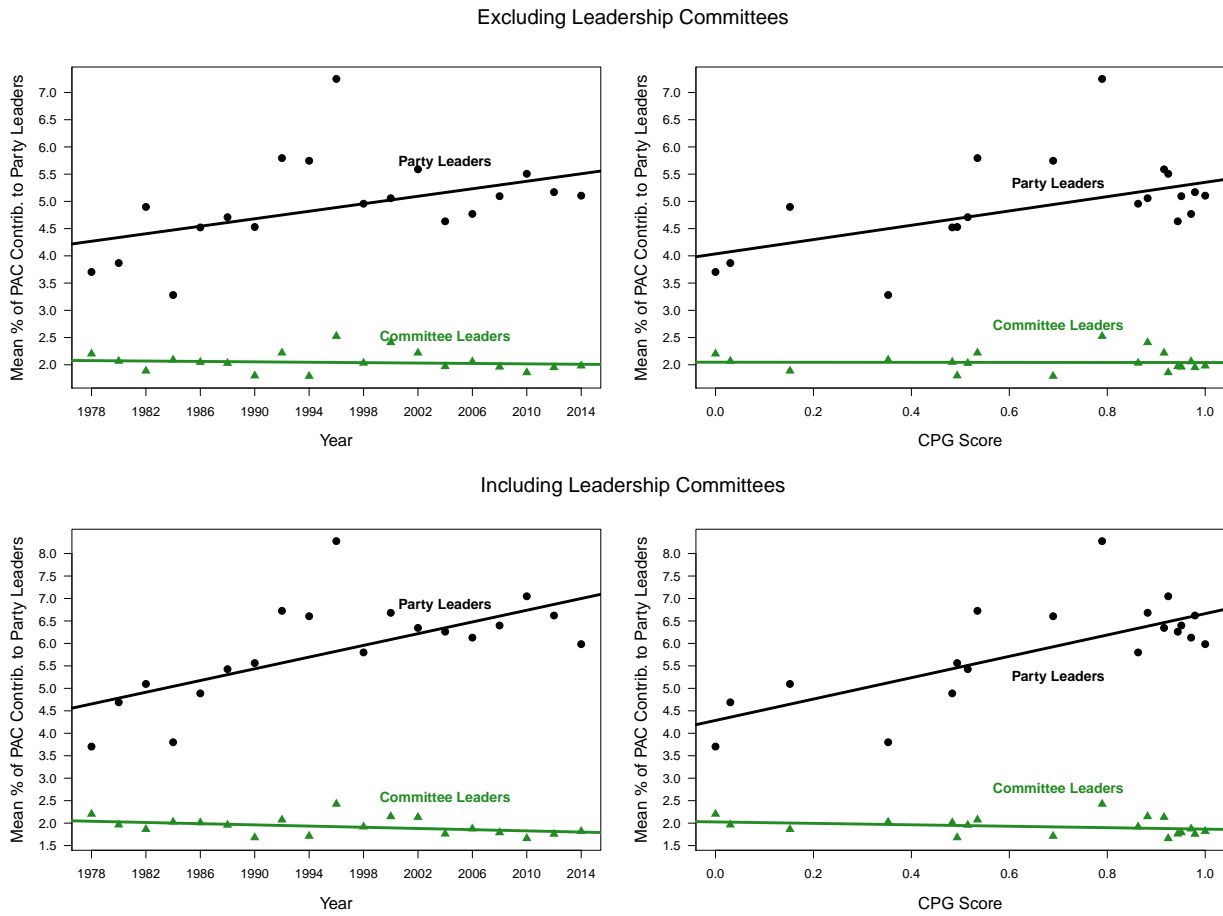 Excluding Leadership Committees
Mean % of PAC Contrib. to Party Leaders
7.0
6.5
6.0
5.5
5.0
4.5
4.0
3.5
3.0
2.5
2.0
Party Leaders
Committee Leaders
1978 1982 1986 1990 1994 1998 2002 2006 2010 2014
Year
Mean % of PAC Contrib. to Party Leaders
7.0
6.5
6.0
5.5
5.0
4.5
4.0
3.5
3.0
2.5
2.0
Party Leaders
Committee Leaders
0.0 0.2 0.4 0.6 0.8 1.0
CPG Score
Including Leadership Committees
Mean % of PAC Contrib. to Party Leaders
8.0
7.5
7.0
6.5
6.0
5.5
5.0
4.5
4.0
3.5
3.0
2.5
2.0
1.5
Party Leaders
Committee Leaders
1978 1982 1986 1990 1994 1998 2002 2006 2010 2014
Year
Mean % of PAC Contrib. to Party Leaders
8.0
7.5
7.0
6.5
6.0
5.5
5.0
4.5
4.0
3.5
3.0
2.5
2.0
1.5
Party Leaders
Committee Leaders
0.0 0.2 0.4 0.6 0.8 1.0
CPG Score